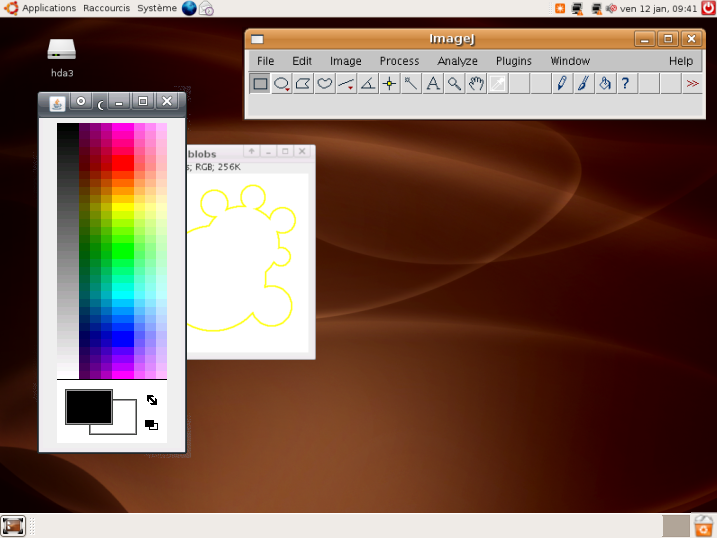 Applications Raccourcis Système ven 12 jan, 09:41
hda3
ImageJ
File Edit Image Process Analyze Plugins Window Help
A ? >>
blobs
s; RGB; 256K